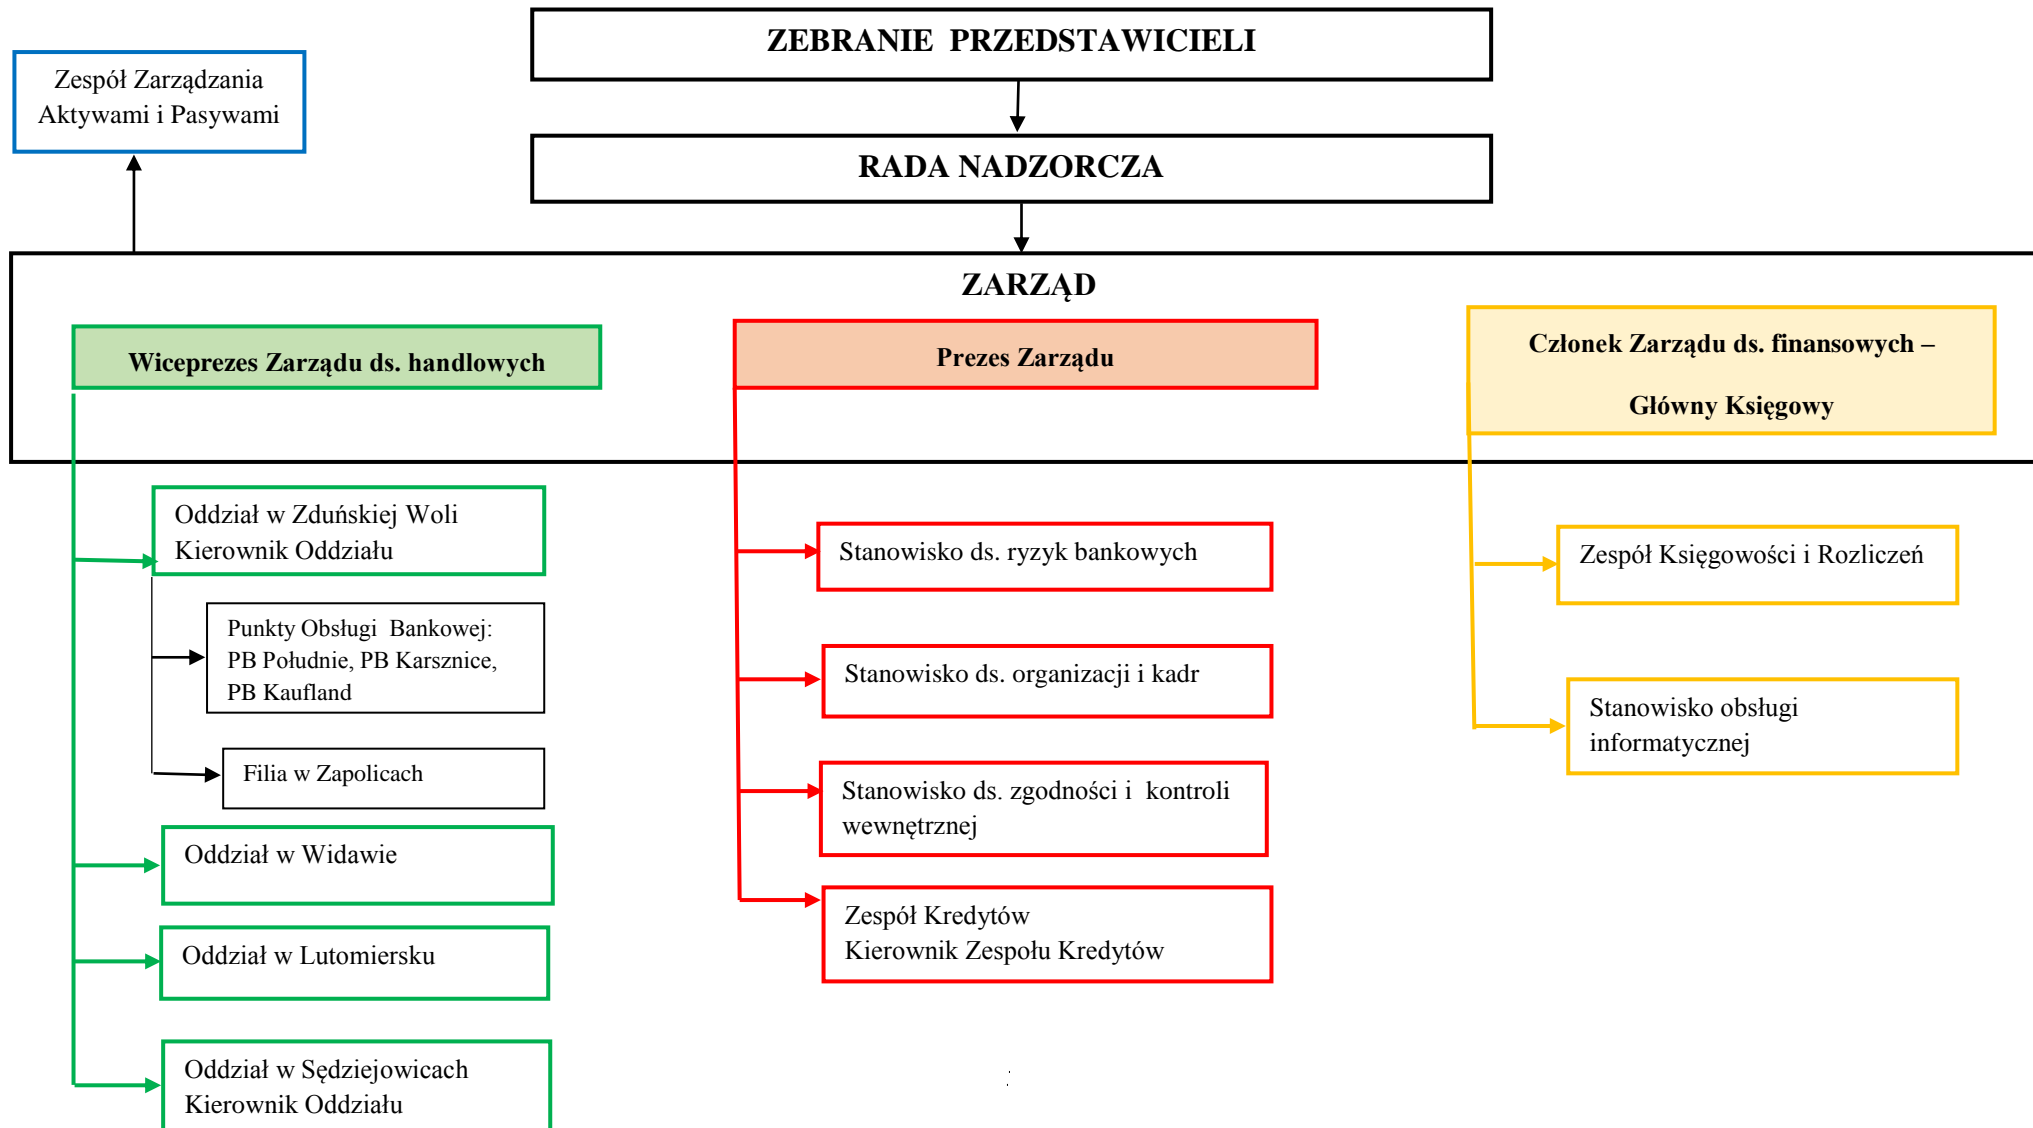 ZEBRANIE PRZEDSTAWICIELI
Zespół Zarządzania
Aktywami i Pasywami
RADA NADZORCZA
ZARZĄD
Wiceprezes Zarządu ds. handlowych
Prezes Zarządu
Członek Zarządu ds. finansowych –
Główny Księgowy
Oddział w Zduńskiej Woli
Kierownik Oddziału
Punkty Obsługi Bankowej:
PB Południe, PB Karsznice,
PB Kaufland
Filia w Zapolicach
Oddział w Widawie
Oddział w Lutomiersku
Oddział w Sędziejowicach
Kierownik Oddziału
Stanowisko ds. ryzyk bankowych
Stanowisko ds. organizacji i kadr
Stanowisko ds. zgodności i kontroli
wewnętrznej
Zespół Kredytów
Kierownik Zespołu Kredytów
Zespół Księgowości i Rozliczeń
Stanowisko obsługi
informatycznej